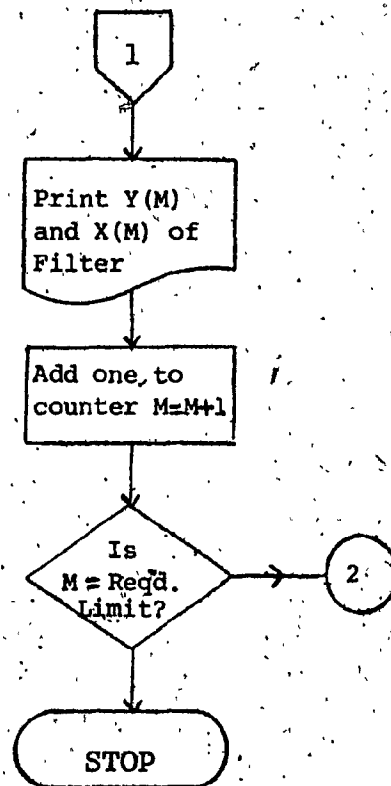 1
Print Y(M)
and X(M) of
Filter
Add one, to
counter M=M+1
Is
M = Reqd.
Limit?
2
STOP